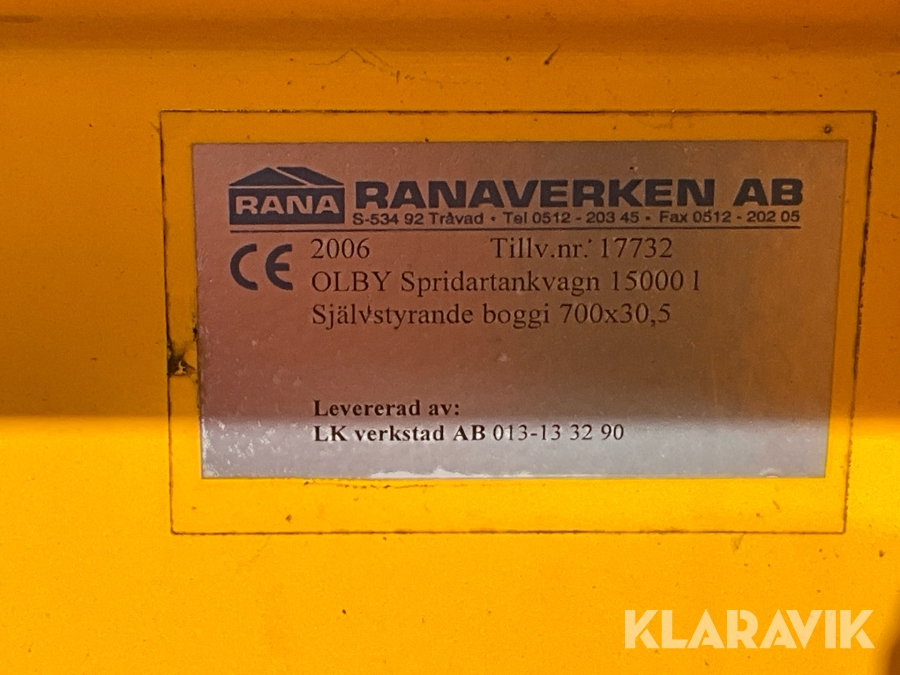 RANA RANAVERKEN AB
S-534 92 Tråvad • Tel 0512 - 203 45 • Fax 0512 - 202 05
CE 2006 Tillv.nr: 17732
OLBY Spridartankvagn 15000 l
Självstyrande boggi 700x30,5
Levererad av:
LK verkstad AB 013-13 32 90
KLARAVIK